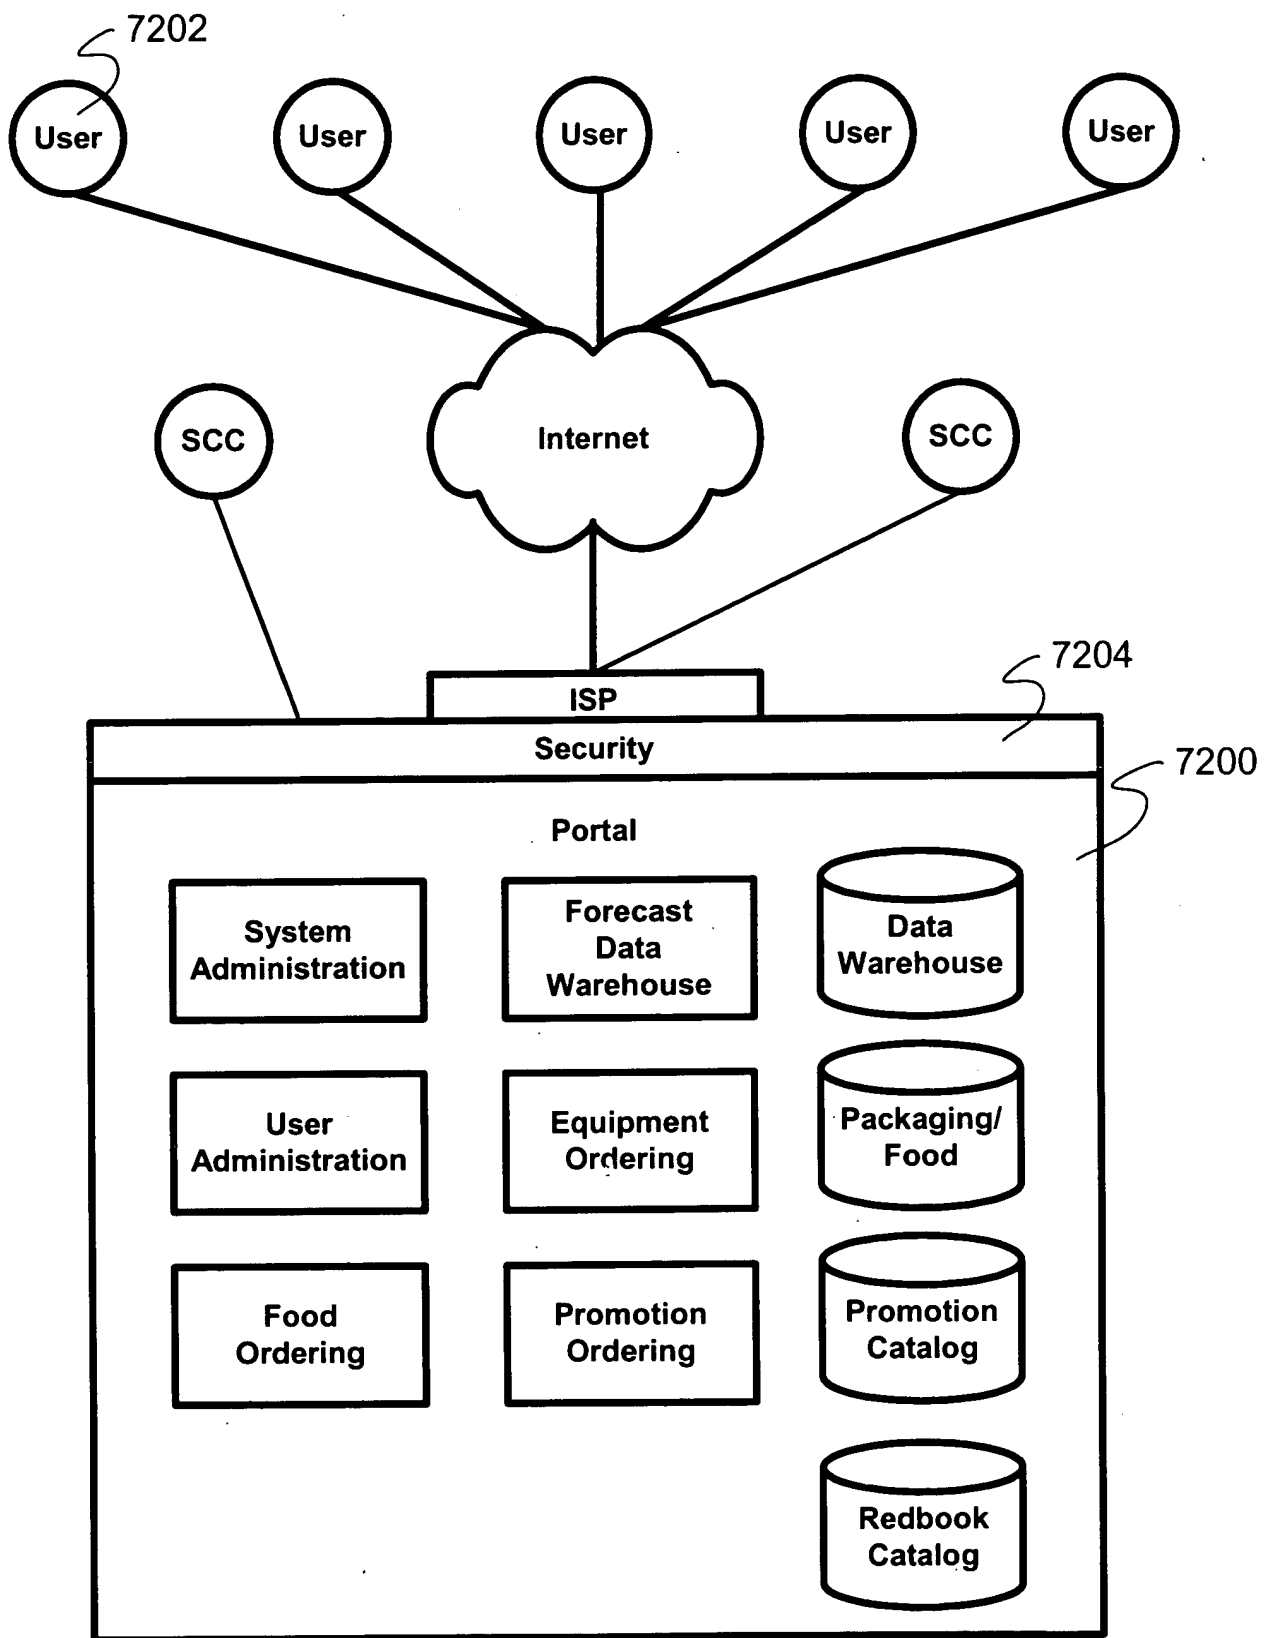 7202
User
User
User
User
User
SCC
Internet
SCC
7204
ISP
Security
7200
Portal
System
Administration
Forecast
Data
Warehouse
Data
Warehouse
User
Administration
Equipment
Ordering
Packaging/
Food
Food
Ordering
Promotion
Ordering
Promotion
Catalog
Redbook
Catalog